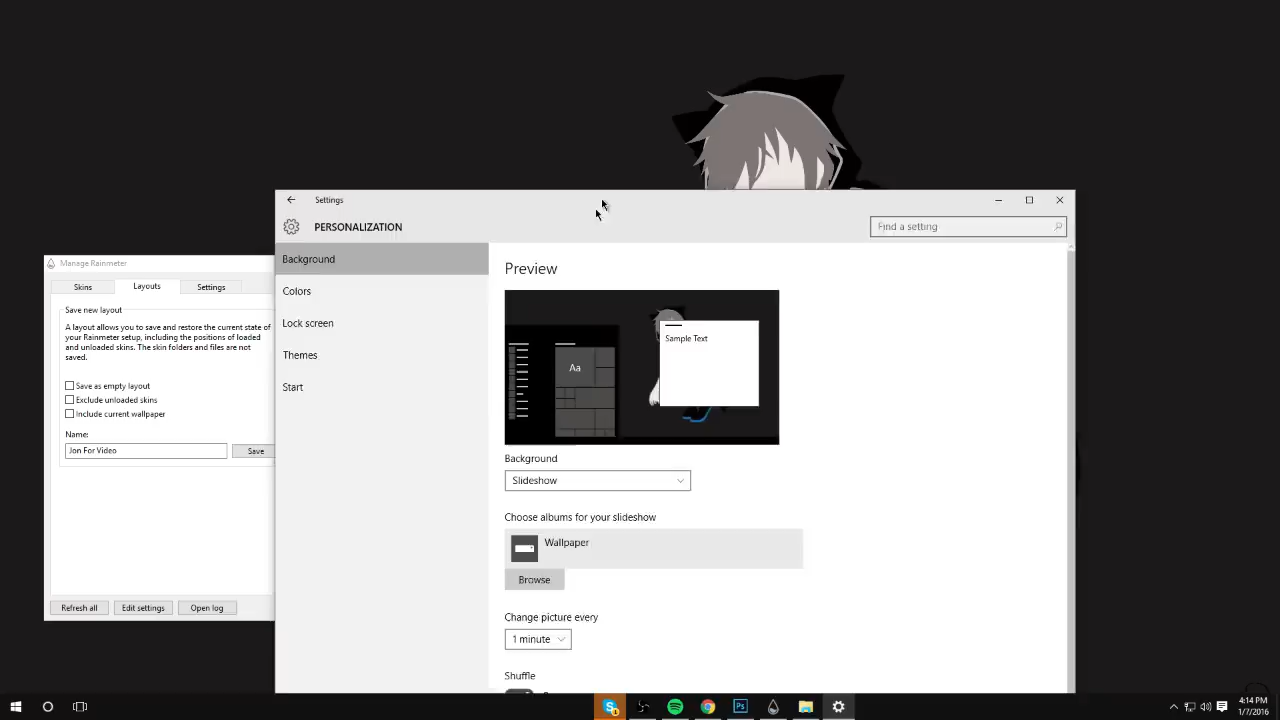 Settings
PERSONALIZATION
Find a setting
Background
Colors
Lock screen
Themes
Start
Preview
Aa
Sample Text
Background
Slideshow
Choose albums for your slideshow
Wallpaper
Browse
Change picture every
1 minute
Shuffle
Manage Rainmeter
Skins
Layouts
Settings
Save new layout
A layout allows you to save and restore the current state of
your Rainmeter setup, including the positions of loaded
and unloaded skins. The skin folders and files are not
saved.
Save as empty layout
Exclude unloaded skins
Include current wallpaper
Name:
Jon For Video
Save
Refresh all
Edit settings
Open log
Ps
4:14 PM
1/7/2016